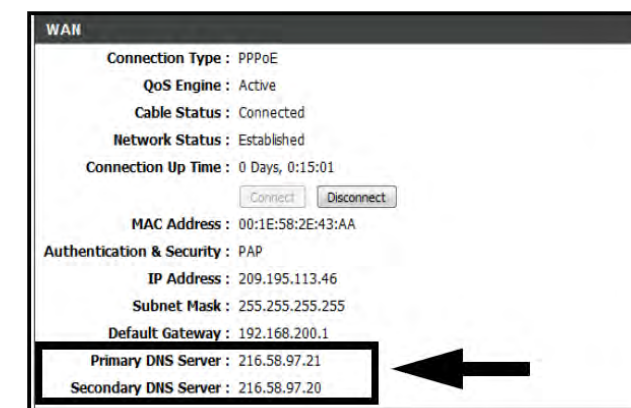 WAN
Connection Type : PPPoE
QoS Engine : Active
Cable Status : Connected
Network Status : Established
Connection Up Time : 0 Days, 0:15:01
Connect Disconnect
MAC Address : 00:1E:58:2E:43:AA
Authentication & Security : PAP
IP Address : 209.195.113.46
Subnet Mask : 255.255.255.255
Default Gateway : 192.168.200.1
Primary DNS Server : 216.58.97.21
Secondary DNS Server : 216.58.97.20